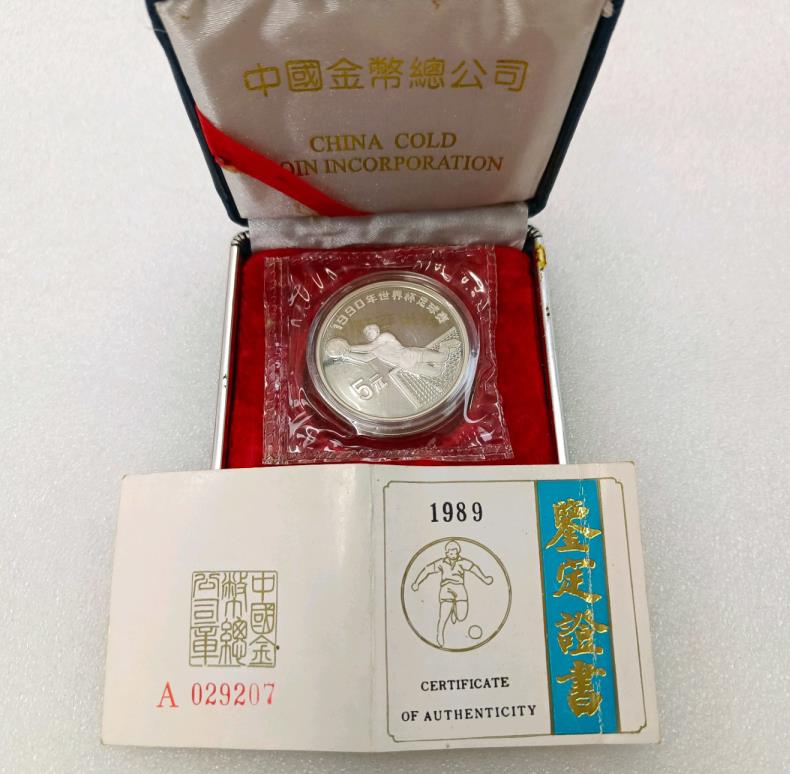 中國金幣總公司
CHINA COLD
OIN INCORPORATION
1990年世界杯足球赛
5元
中國金
幣總
公司章
A 029207
1989
CERTIFICATE
OF AUTHENTICITY
鑒定證書